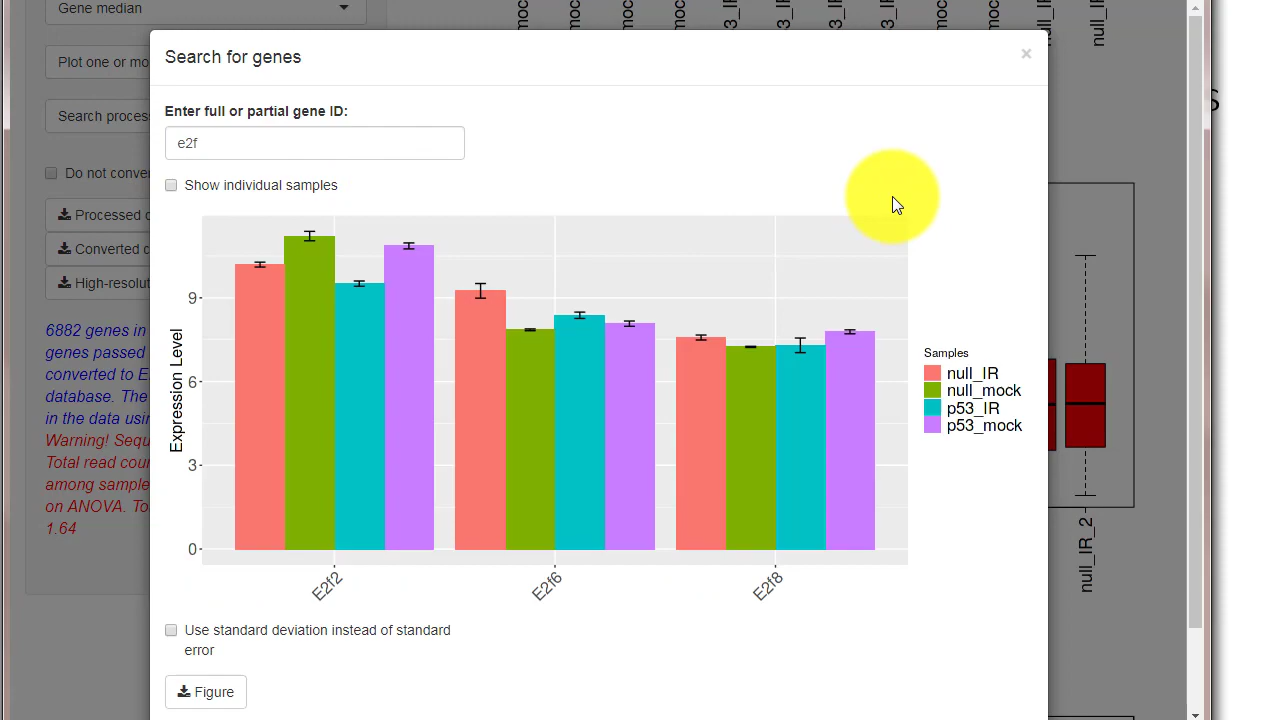 Gene median
Plot one or mo
Search proces
Do not conve
Processed
Converted
High-resolut
6882 genes in
genes passed
converted to E
database. The
in the data usin
Warning! Sequ
Total read coun
among sample
on ANOVA. To
1.64
Search for genes
×
Enter full or partial gene ID:
e2f
Show individual samples
Expression Level
9
6
3
0
E2f2
E2f6
E2f8
Samples
null_IR
null_mock
p53_IR
p53_mock
Use standard deviation instead of standard
error
Figure
null_IR_2